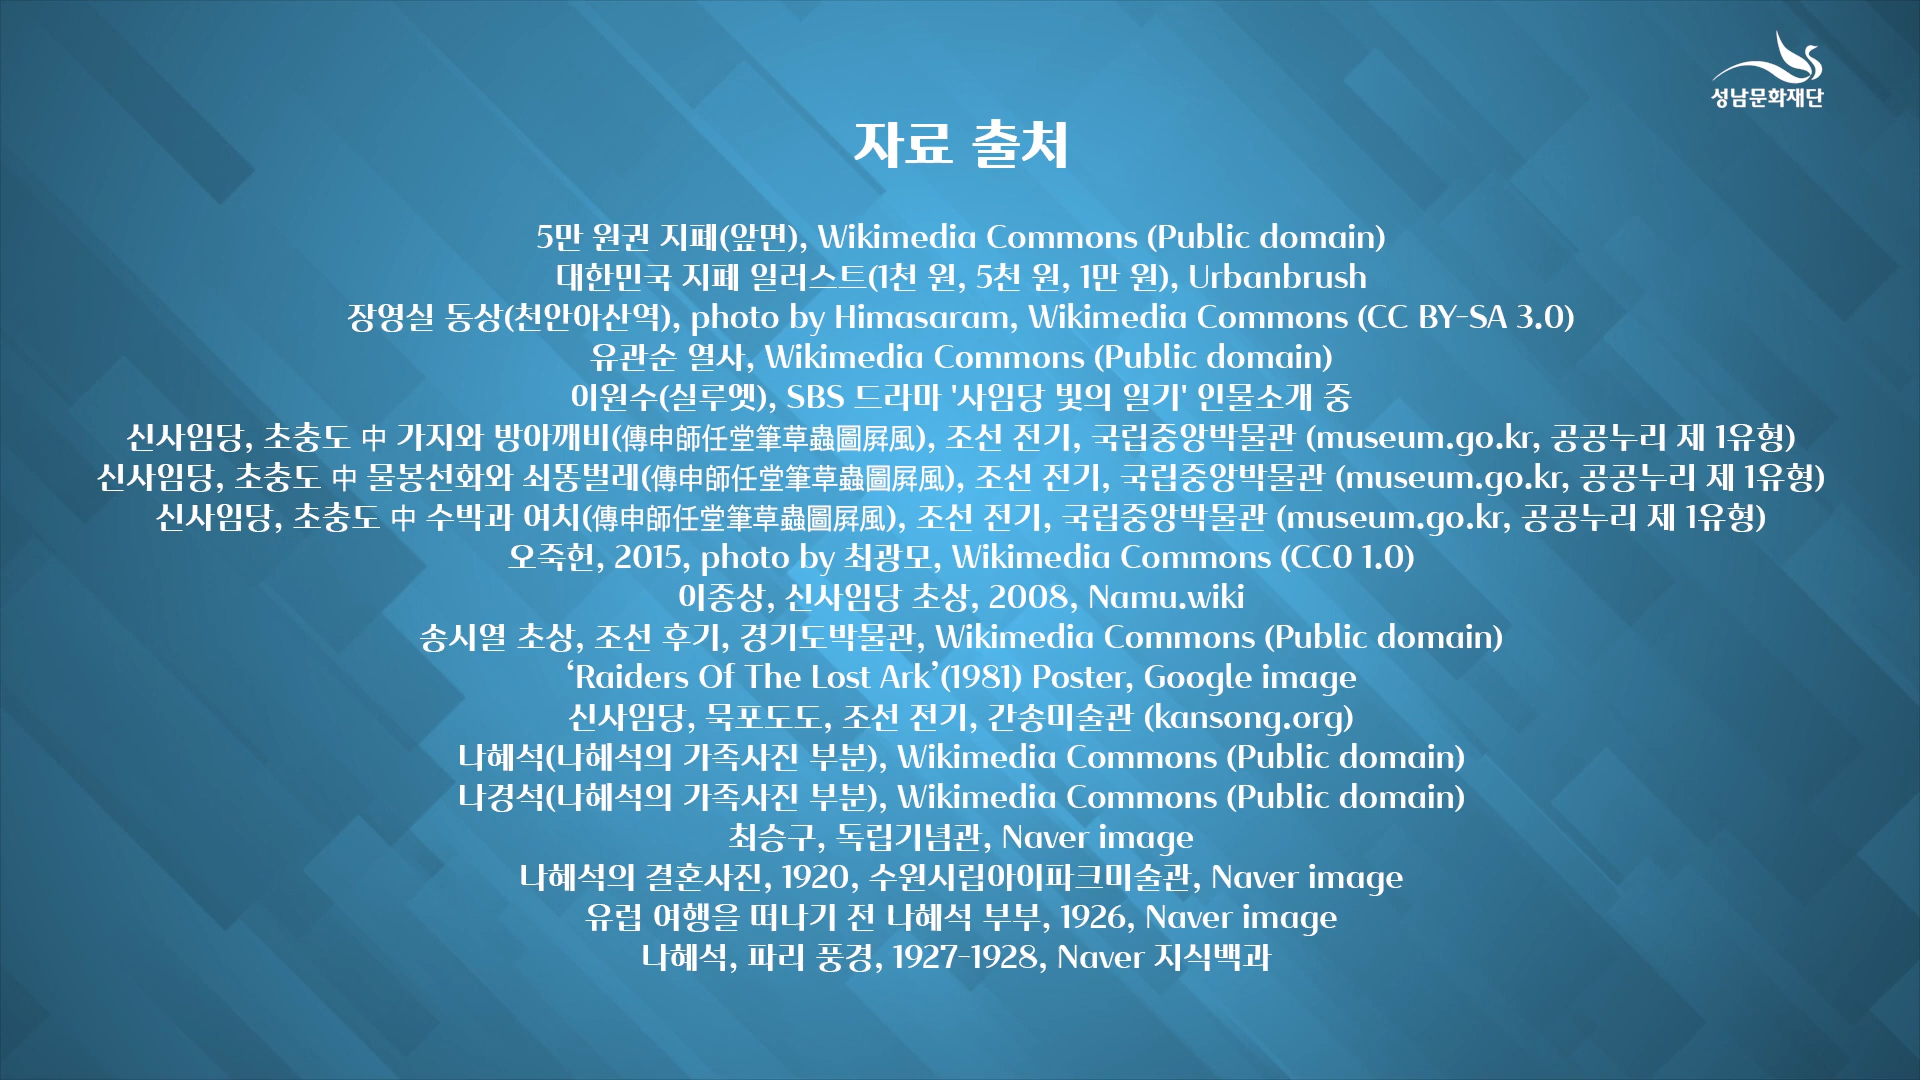 성남문화재단
자료 출처
5만 원권 지폐(앞면), Wikimedia Commons (Public domain)
대한민국 지폐 일러스트(1천 원, 5천 원, 1만 원), Urbanbrush
장영실 동상(천안아산역), photo by Himasaram, Wikimedia Commons (CC BY-SA 3.0)
유관순 열사, Wikimedia Commons (Public domain)
이원수(실루엣), SBS 드라마 '사임당 빛의 일기' 인물소개 중
신사임당, 초충도 中 가지와 방아깨비(傳申師任堂筆草蟲圖屛風), 조선 전기, 국립중앙박물관 (museum.go.kr, 공공누리 제 1유형)
신사임당, 초충도 中 물봉선화와 쇠똥벌레(傳申師任堂筆草蟲圖屛風), 조선 전기, 국립중앙박물관 (museum.go.kr, 공공누리 제 1유형)
신사임당, 초충도 中 수박과 여치(傳申師任堂筆草蟲圖屛風), 조선 전기, 국립중앙박물관 (museum.go.kr, 공공누리 제 1유형)
오죽헌, 2015, photo by 최광모, Wikimedia Commons (CC0 1.0)
이종상, 신사임당 초상, 2008, Namu.wiki
송시열 초상, 조선 후기, 경기도박물관, Wikimedia Commons (Public domain)
‘Raiders Of The Lost Ark’(1981) Poster, Google image
신사임당, 묵포도도, 조선 전기, 간송미술관 (kansong.org)
나혜석(나혜석의 가족사진 부분), Wikimedia Commons (Public domain)
나경석(나혜석의 가족사진 부분), Wikimedia Commons (Public domain)
최승구, 독립기념관, Naver image
나혜석의 결혼사진, 1920, 수원시립아이파크미술관, Naver image
유럽 여행을 떠나기 전 나혜석 부부, 1926, Naver image
나혜석, 파리 풍경, 1927-1928, Naver 지식백과